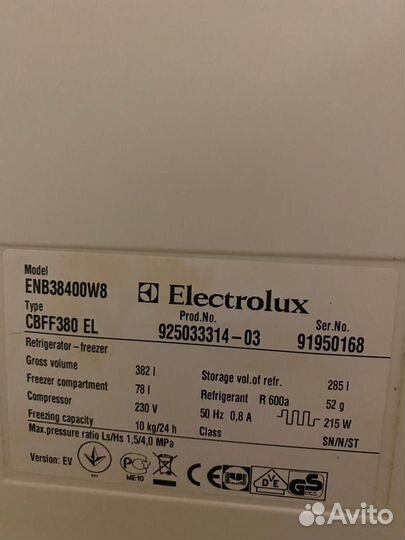 Model
ENB38400W8
Electrolux
Type
CBFF380 EL
Prod.No.
925033314-03
Ser.No.
91950168
Refrigerator-freezer
Gross volume 382 l
Storage vol.of refr. 285 l
Freezer compartment 78 l
Refrigerant R 600a 52 g
Compressor 230 V
50 Hz 0,8 A 215 W
Freezing capacity 10 kg/24 h
Class SN/N/ST
Max.pressure ratio Ls/Hs 1,5/4,0 MPa
Version: EV
ME10
CE
DVE
GS
Avito